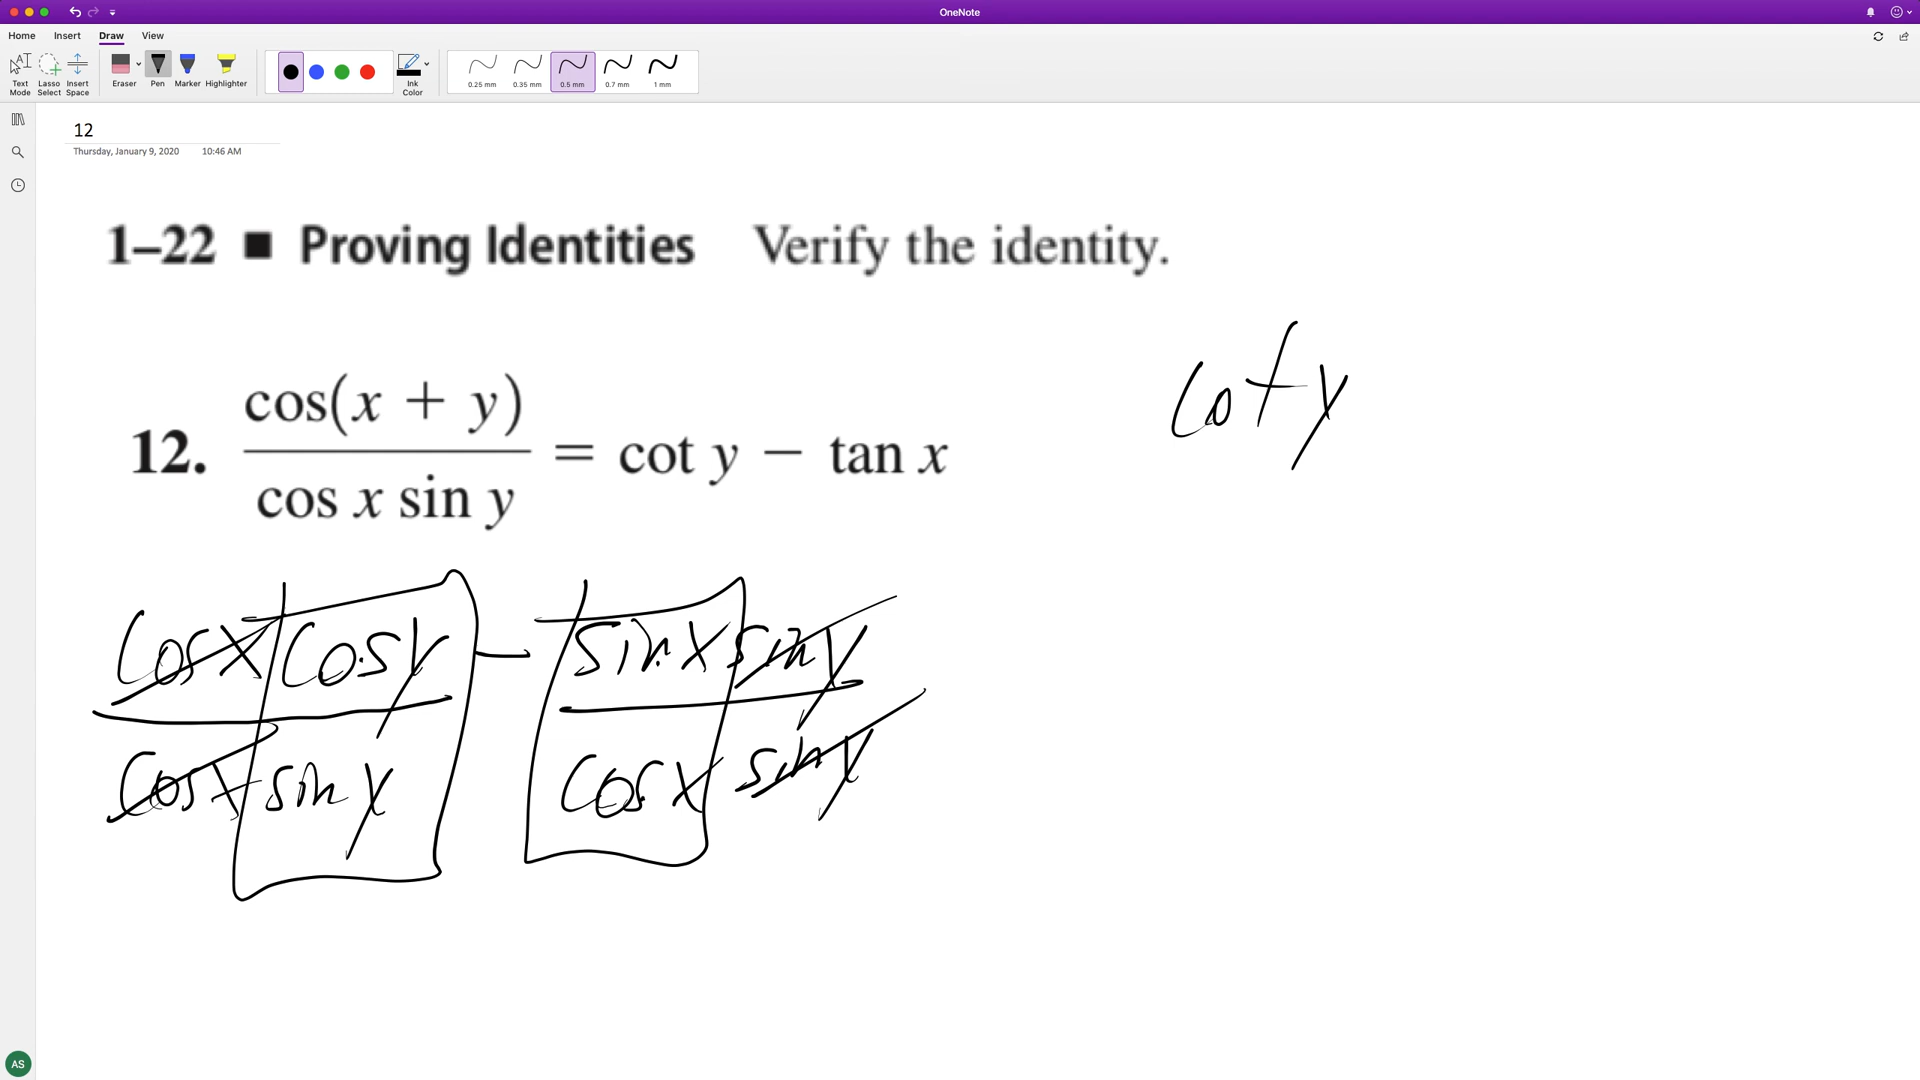 OneNote
Home Insert Draw View
Text Mode
Lasso Select
Insert Space
Eraser
Pen
Marker
Highlighter
Ink Color
0.25 mm
0.35 mm
0.5 mm
0.7 mm
1 mm
12
Thursday, January 9, 2020 10:46 AM
1–22 ■ Proving Identities Verify the identity.
12. cos(x + y) / cos x sin y = cot y − tan x
cot y
cosx cosy / cosx siny − sinx siny / cosx siny
AS